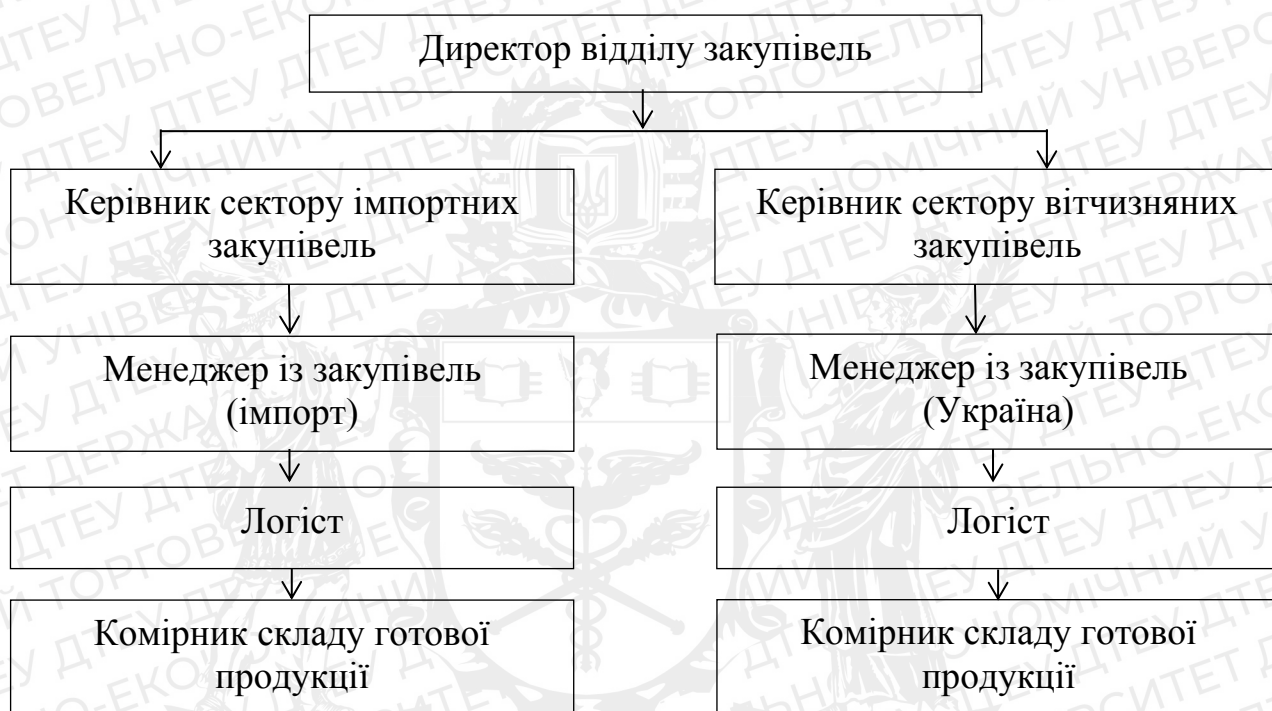 Директор відділу закупівель
Керівник сектору імпортних
закупівель
Керівник сектору вітчизняних
закупівель
Менеджер із закупівель
(імпорт)
Менеджер із закупівель
(Україна)
Логіст
Логіст
Комірник складу готової
продукції
Комірник складу готової
продукції